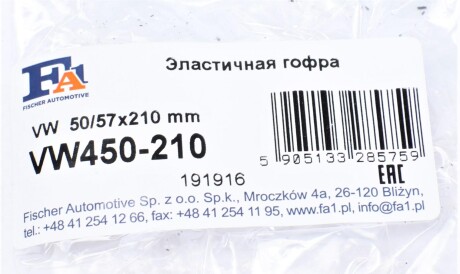 Эластичная гофра
FA1
FISCHER AUTOMOTIVE
VW 50/57x210 mm
VW450-210
5 905133 285759
191916
EAC
Fischer Automotive Sp. z o.o. Sp.k., Mroczków 4a, 26-120 Bliżyn,
tel.: +48 41 254 12 66, fax: +48 41 254 11 95, www.fa1.pl, info@fa1.pl